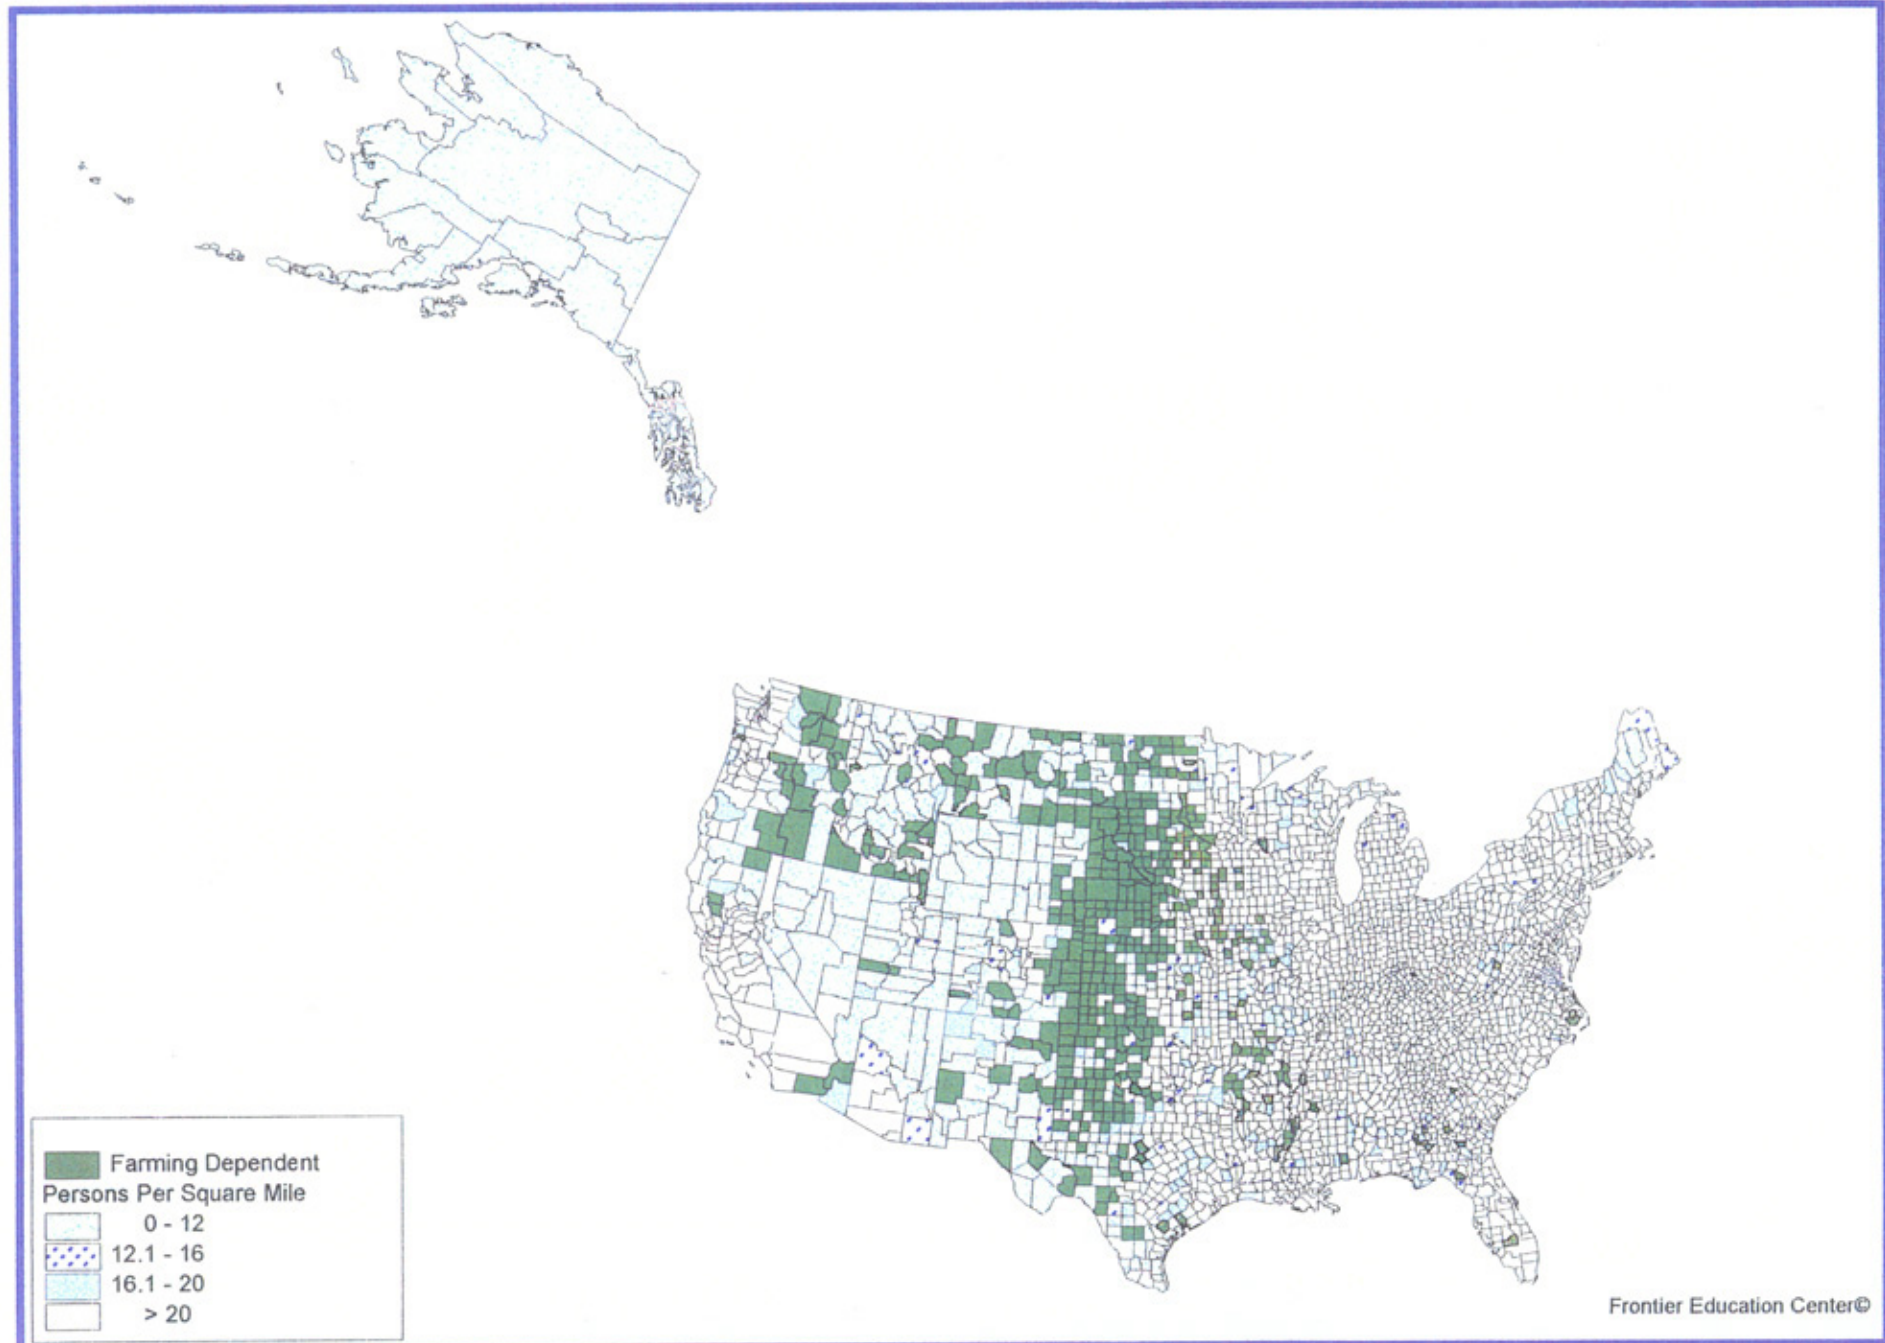 Farming Dependent
Persons Per Square Mile
0 - 12
12.1 - 16
16.1 - 20
> 20
Frontier Education Center©